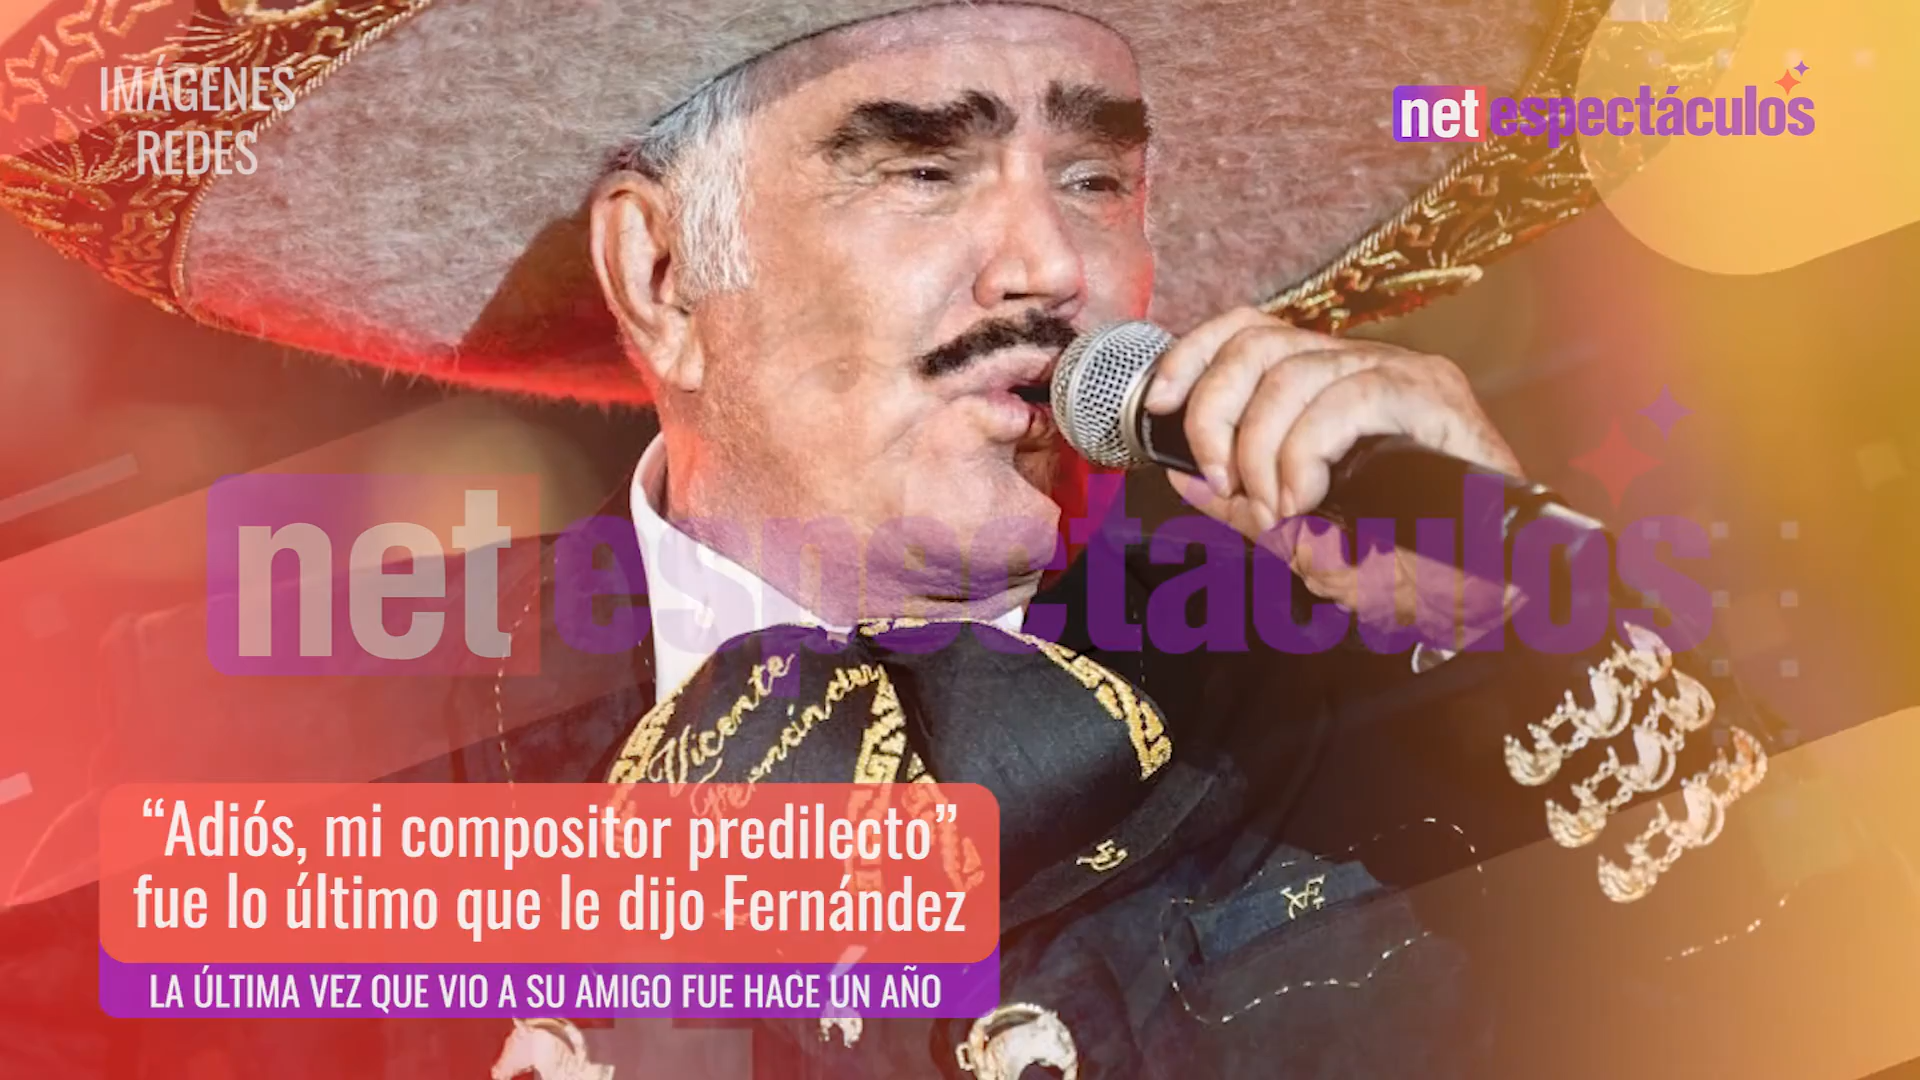 IMÁGENES
REDES
net espectáculos
net espectáculos
Vicente
Fernández
“Adiós, mi compositor predilecto”
fue lo último que le dijo Fernández
LA ÚLTIMA VEZ QUE VIO A SU AMIGO FUE HACE UN AÑO